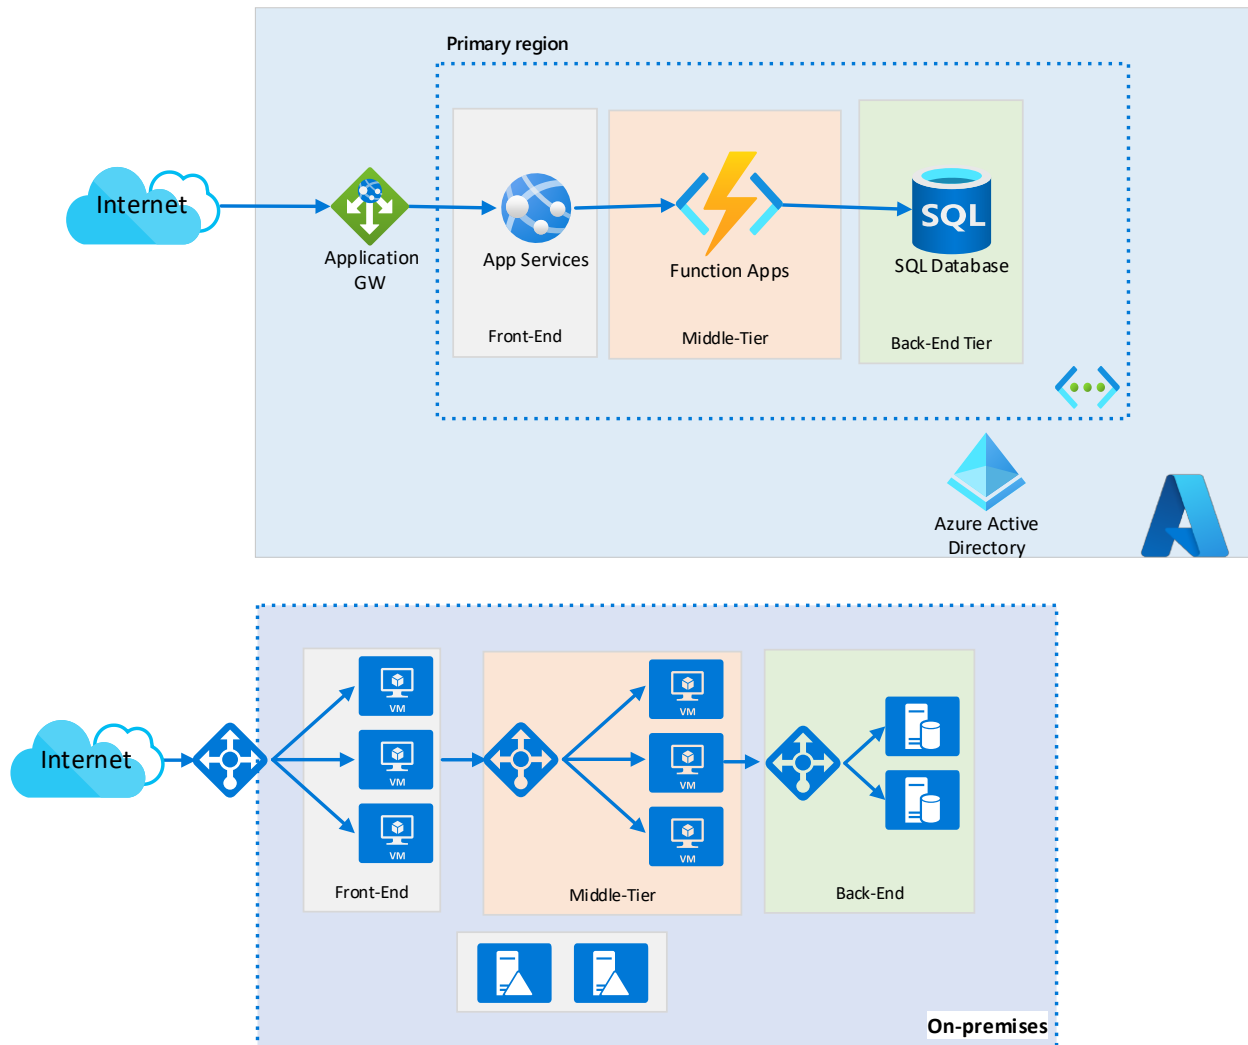 Primary region
Internet
Application
GW
App Services
Function Apps
SQL
SQL Database
Front-End
Middle-Tier
Back-End Tier
Azure Active
Directory
Internet
VM
VM
VM
Front-End
VM
VM
VM
Middle-Tier
Back-End
On-premises